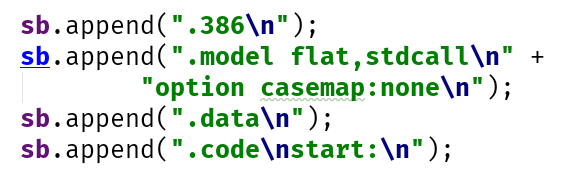 sb.append(".386\n");
sb.append(".model flat,stdcall\n" +
"option casemap:none\n");
sb.append(".data\n");
sb.append(".code\nstart:\n");